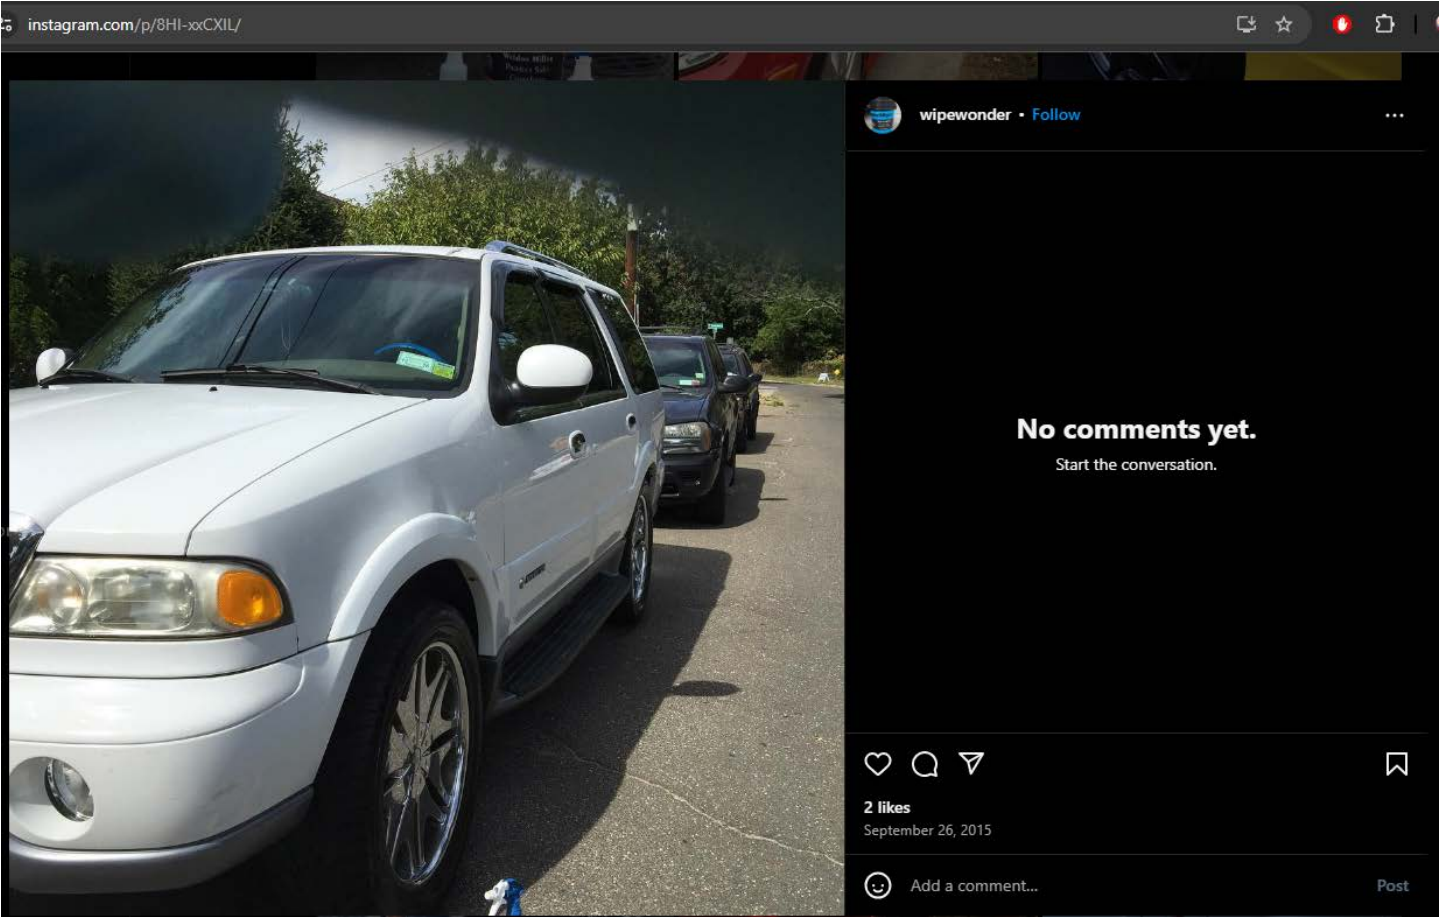 instagram.com/p/8HI-xxCXIL/
wipewonder • Follow
No comments yet.
Start the conversation.
2 likes
September 26, 2015
Add a comment...
Post